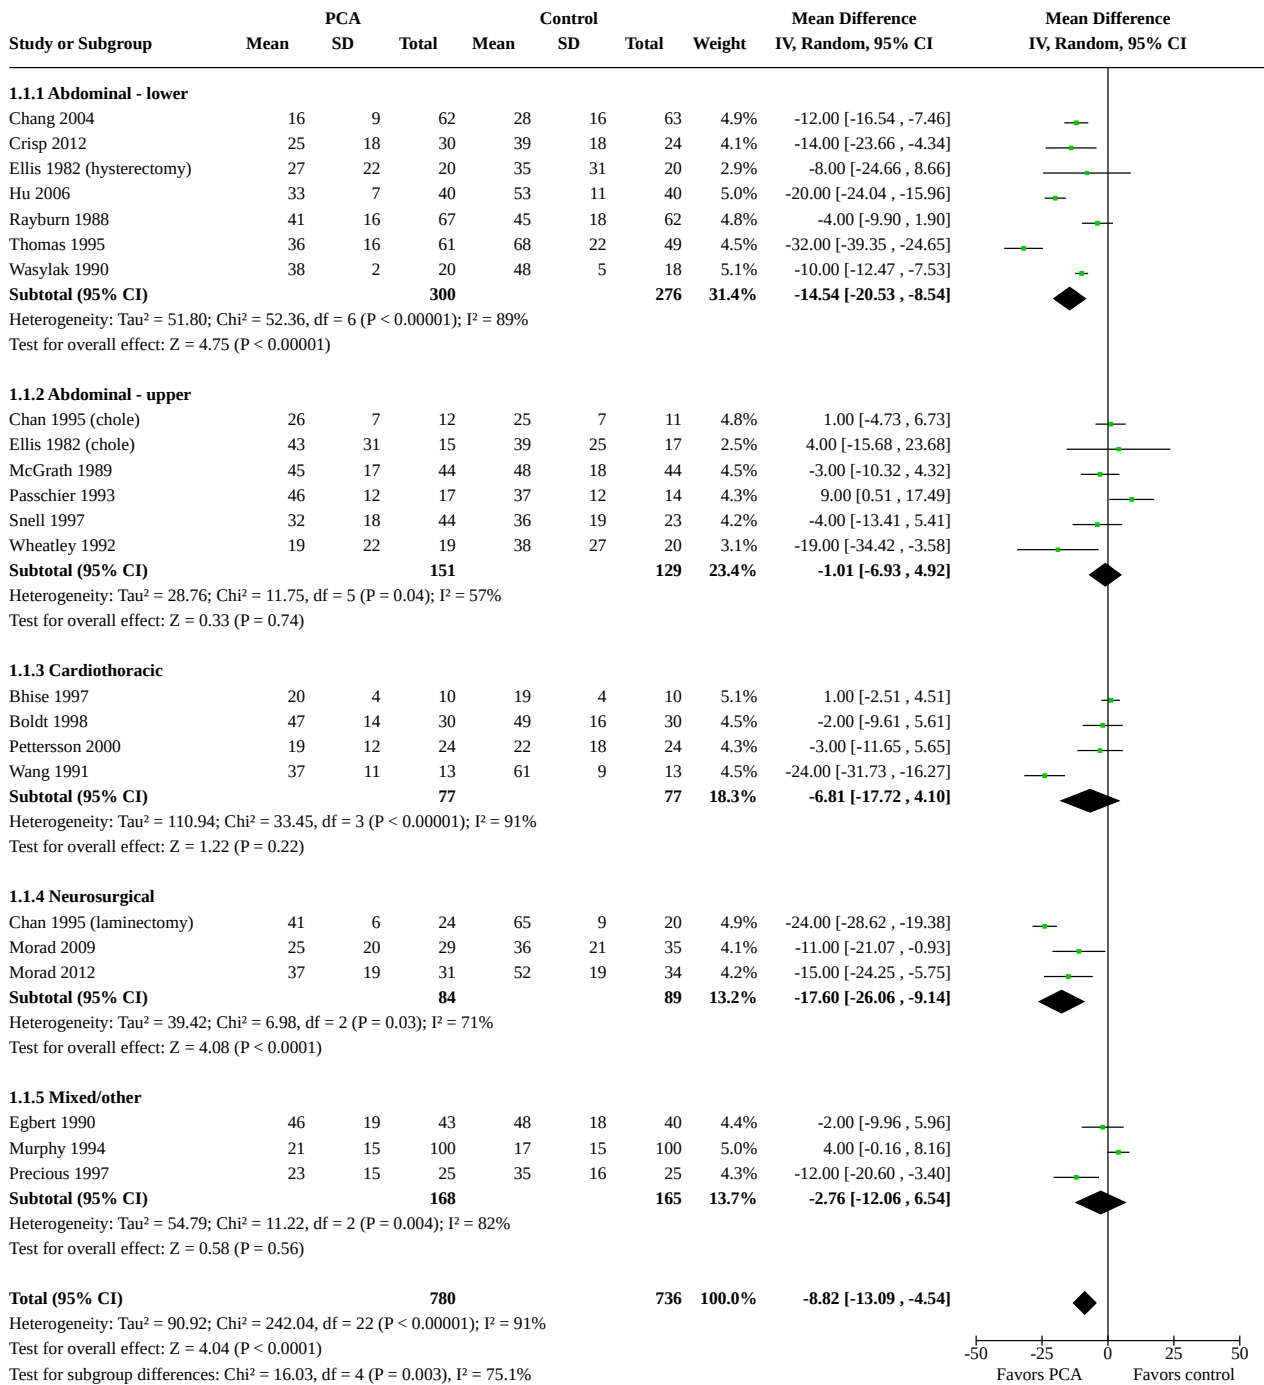 PCA Control Mean Difference Mean Difference
Study or Subgroup Mean SD Total Mean SD Total Weight IV, Random, 95% CI IV, Random, 95% CI
1.1.1 Abdominal - lower
Chang 2004 16 9 62 28 16 63 4.9% -12.00 [-16.54 , -7.46]
Crisp 2012 25 18 30 39 18 24 4.1% -14.00 [-23.66 , -4.34]
Ellis 1982 (hysterectomy) 27 22 20 35 31 20 2.9% -8.00 [-24.66 , 8.66]
Hu 2006 33 7 40 53 11 40 5.0% -20.00 [-24.04 , -15.96]
Rayburn 1988 41 16 67 45 18 62 4.8% -4.00 [-9.90 , 1.90]
Thomas 1995 36 16 61 68 22 49 4.5% -32.00 [-39.35 , -24.65]
Wasylak 1990 38 2 20 48 5 18 5.1% -10.00 [-12.47 , -7.53]
Subtotal (95% CI) 300 276 31.4% -14.54 [-20.53 , -8.54]
Heterogeneity: Tau² = 51.80; Chi² = 52.36, df = 6 (P < 0.00001); I² = 89%
Test for overall effect: Z = 4.75 (P < 0.00001)
1.1.2 Abdominal - upper
Chan 1995 (chole) 26 7 12 25 7 11 4.8% 1.00 [-4.73 , 6.73]
Ellis 1982 (chole) 43 31 15 39 25 17 2.5% 4.00 [-15.68 , 23.68]
McGrath 1989 45 17 44 48 18 44 4.5% -3.00 [-10.32 , 4.32]
Passchier 1993 46 12 17 37 12 14 4.3% 9.00 [0.51 , 17.49]
Snell 1997 32 18 44 36 19 23 4.2% -4.00 [-13.41 , 5.41]
Wheatley 1992 19 22 19 38 27 20 3.1% -19.00 [-34.42 , -3.58]
Subtotal (95% CI) 151 129 23.4% -1.01 [-6.93 , 4.92]
Heterogeneity: Tau² = 28.76; Chi² = 11.75, df = 5 (P = 0.04); I² = 57%
Test for overall effect: Z = 0.33 (P = 0.74)
1.1.3 Cardiothoracic
Bhise 1997 20 4 10 19 4 10 5.1% 1.00 [-2.51 , 4.51]
Boldt 1998 47 14 30 49 16 30 4.5% -2.00 [-9.61 , 5.61]
Pettersson 2000 19 12 24 22 18 24 4.3% -3.00 [-11.65 , 5.65]
Wang 1991 37 11 13 61 9 13 4.5% -24.00 [-31.73 , -16.27]
Subtotal (95% CI) 77 77 18.3% -6.81 [-17.72 , 4.10]
Heterogeneity: Tau² = 110.94; Chi² = 33.45, df = 3 (P < 0.00001); I² = 91%
Test for overall effect: Z = 1.22 (P = 0.22)
1.1.4 Neurosurgical
Chan 1995 (laminectomy) 41 6 24 65 9 20 4.9% -24.00 [-28.62 , -19.38]
Morad 2009 25 20 29 36 21 35 4.1% -11.00 [-21.07 , -0.93]
Morad 2012 37 19 31 52 19 34 4.2% -15.00 [-24.25 , -5.75]
Subtotal (95% CI) 84 89 13.2% -17.60 [-26.06 , -9.14]
Heterogeneity: Tau² = 39.42; Chi² = 6.98, df = 2 (P = 0.03); I² = 71%
Test for overall effect: Z = 4.08 (P < 0.0001)
1.1.5 Mixed/other
Egbert 1990 46 19 43 48 18 40 4.4% -2.00 [-9.96 , 5.96]
Murphy 1994 21 15 100 17 15 100 5.0% 4.00 [-0.16 , 8.16]
Precious 1997 23 15 25 35 16 25 4.3% -12.00 [-20.60 , -3.40]
Subtotal (95% CI) 168 165 13.7% -2.76 [-12.06 , 6.54]
Heterogeneity: Tau² = 54.79; Chi² = 11.22, df = 2 (P = 0.004); I² = 82%
Test for overall effect: Z = 0.58 (P = 0.56)
Total (95% CI) 780 736 100.0% -8.82 [-13.09 , -4.54]
Heterogeneity: Tau² = 90.92; Chi² = 242.04, df = 22 (P < 0.00001); I² = 91%
Test for overall effect: Z = 4.04 (P < 0.0001)
-50 -25 0 25 50
Test for subgroup differences: Chi² = 16.03, df = 4 (P = 0.003), I² = 75.1% Favors PCA Favors control